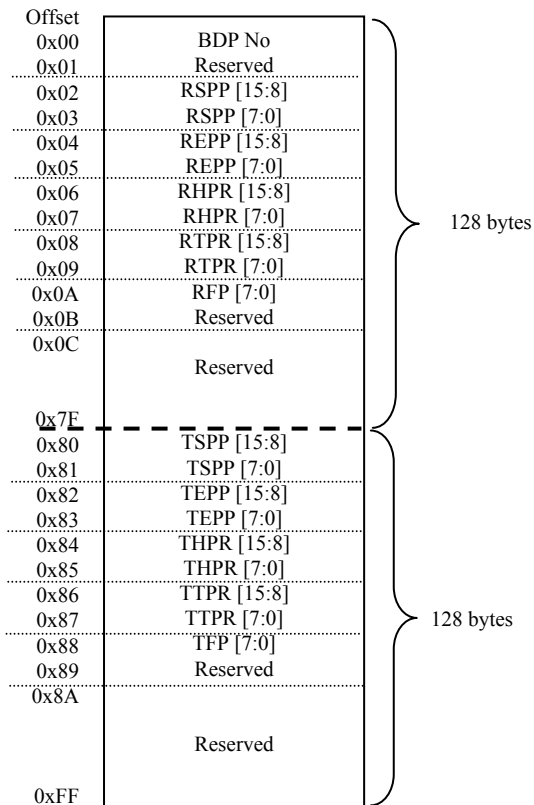 Offset
0x00 BDP No
0x01 Reserved
0x02 RSPP [15:8]
0x03 RSPP [7:0]
0x04 REPP [15:8]
0x05 REPP [7:0]
0x06 RHPR [15:8]
0x07 RHPR [7:0]
0x08 RTPR [15:8]
0x09 RTPR [7:0]
0x0A RFP [7:0]
0x0B Reserved
0x0C
Reserved
0x7F
128 bytes
0x80 TSPP [15:8]
0x81 TSPP [7:0]
0x82 TEPP [15:8]
0x83 TEPP [7:0]
0x84 THPR [15:8]
0x85 THPR [7:0]
0x86 TTPR [15:8]
0x87 TTPR [7:0]
0x88 TFP [7:0]
0x89 Reserved
0x8A
Reserved
0xFF
128 bytes